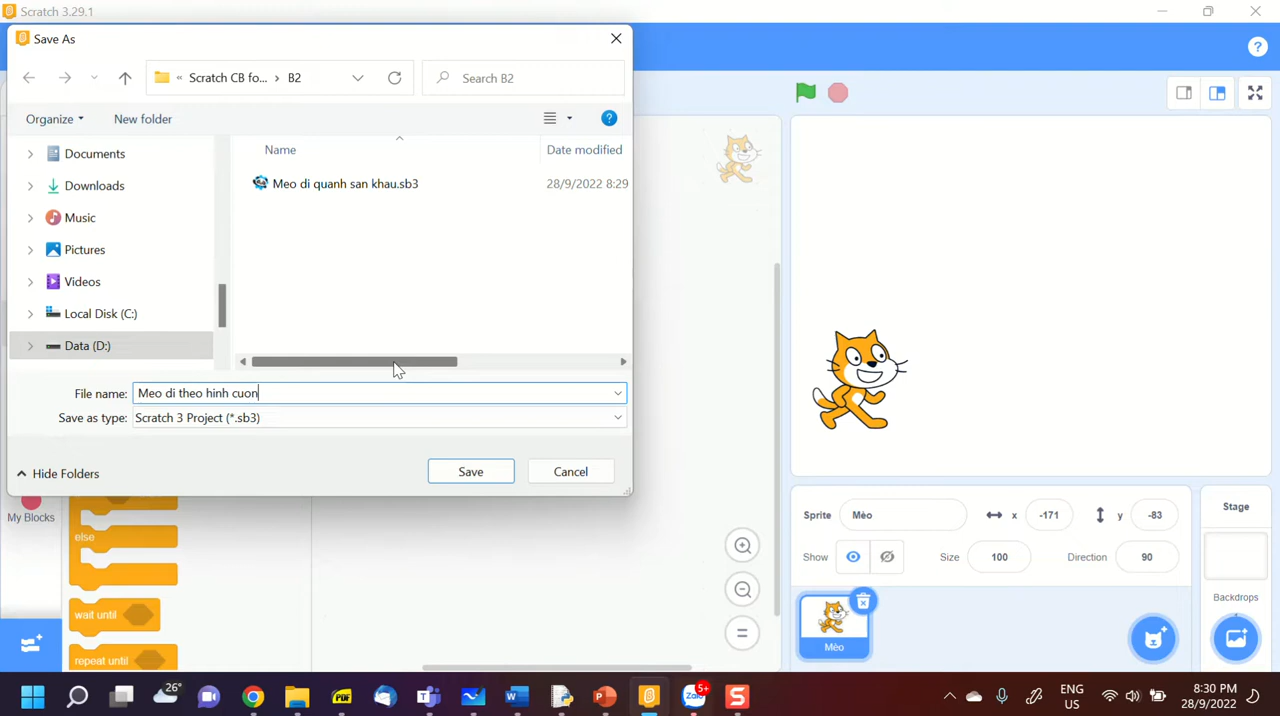 Scratch 3.29.1
Save As
« Scratch CB fo... > B2
Search B2
Organize
New folder
Name
Date modified
Documents
Downloads
Music
Pictures
Videos
Local Disk (C:)
Data (D:)
Meo di quanh san khau.sb3
28/9/2022 8:29
File name:
Meo di theo hinh cuon
Save as type:
Scratch 3 Project (*.sb3)
Hide Folders
Save
Cancel
My Blocks
else
wait until
repeat until
Sprite
Mèo
x
-171
y
-83
Show
Size
100
Direction
90
Mèo
Stage
Backdrops
26°
PDF
5+
Zalo
ENG
US
8:30 PM
28/9/2022